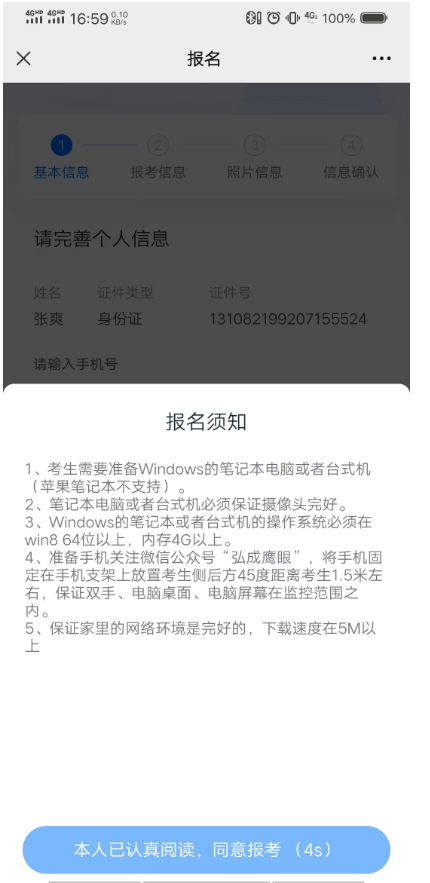 4GHD 4GHD 16:59 0.10 KB/s 4G 100%
报名
1 2 3 4
基本信息 报考信息 照片信息 信息确认
请完善个人信息
姓名 证件类型 证件号
张爽 身份证 131082199207155524
请输入手机号
报名须知
1、考生需要准备Windows的笔记本电脑或者台式机
（苹果笔记本不支持）。
2、笔记本电脑或者台式机必须保证摄像头完好。
3、Windows的笔记本或者台式机的操作系统必须在
win8 64位以上，内存4G以上。
4、准备手机关注微信公众号“弘成鹰眼”，将手机固
定在手机支架上放置考生侧后方45度距离考生1.5米左
右，保证双手、电脑桌面、电脑屏幕在监控范围之
内。
5、保证家里的网络环境是完好的，下载速度在5M以
上
本人已认真阅读，同意报考 （4s）